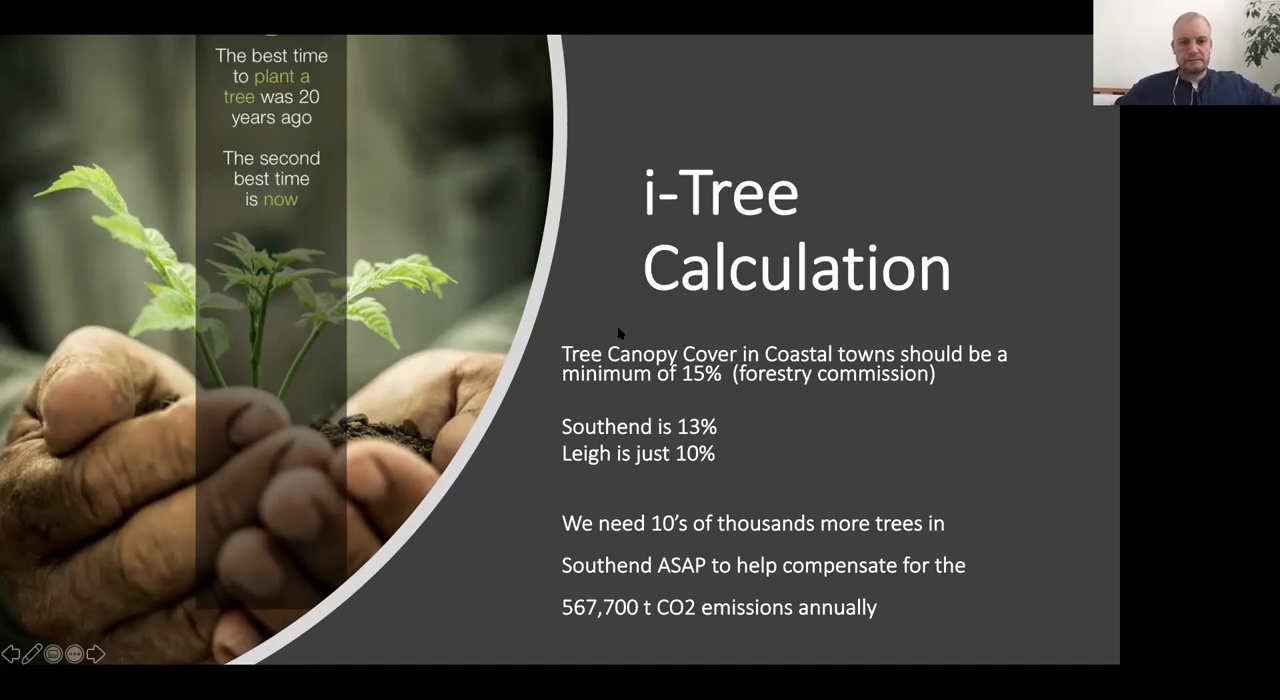 The best time
to plant a
tree was 20
years ago
The second
best time
is now
i-Tree
Calculation
Tree Canopy Cover in Coastal towns should be a
minimum of 15% (forestry commission)
Southend is 13%
Leigh is just 10%
We need 10’s of thousands more trees in
Southend ASAP to help compensate for the
567,700 t CO2 emissions annually